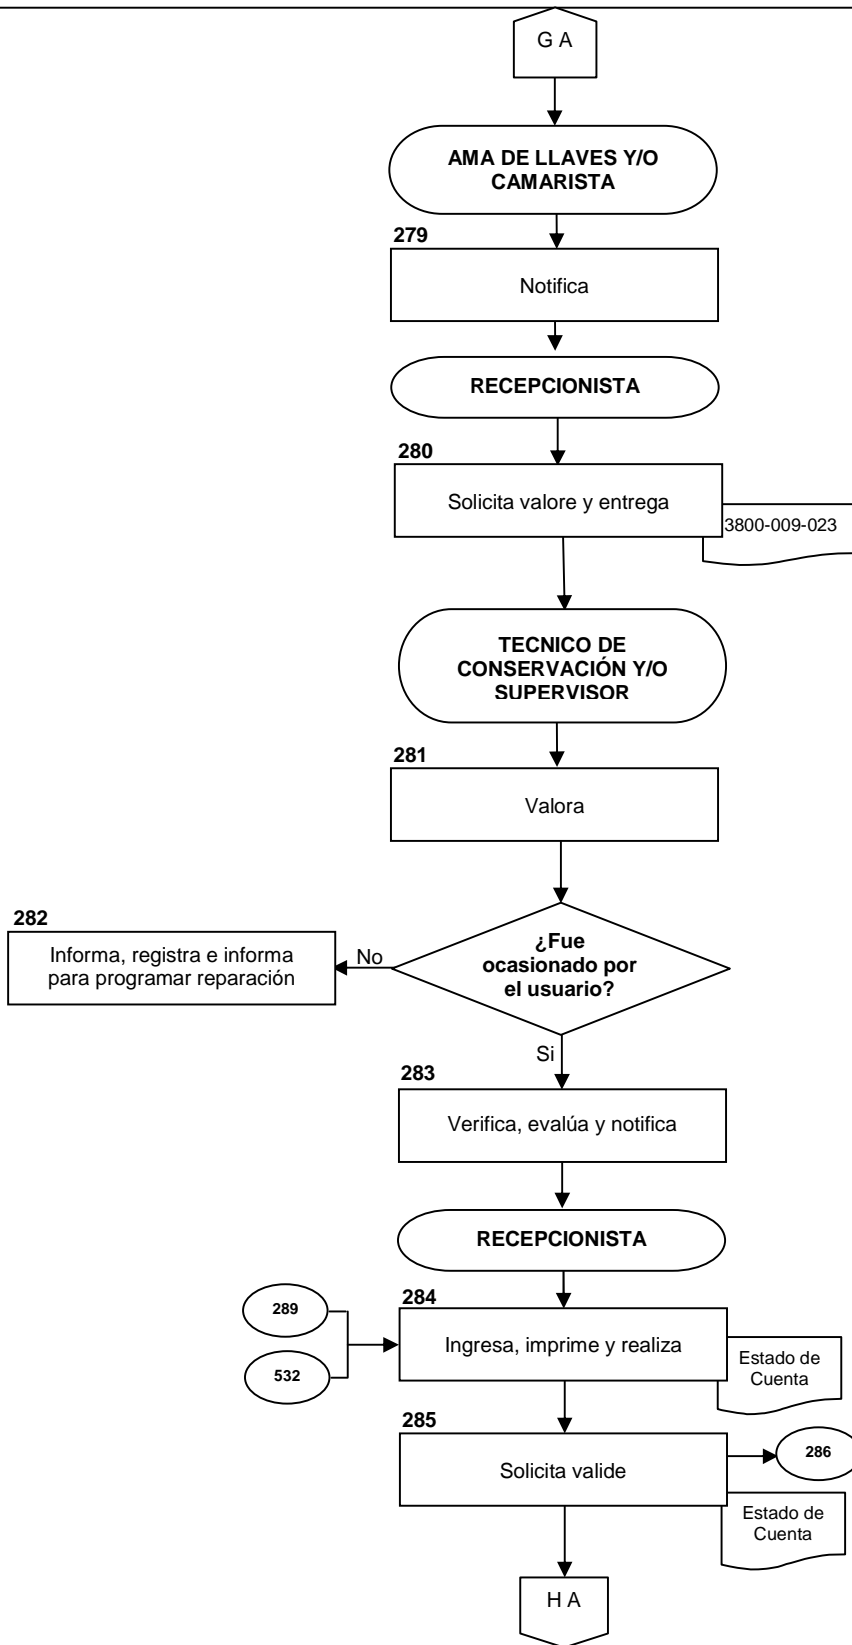 G A
AMA DE LLAVES Y/O
CAMARISTA
279
Notifica
RECEPCIONISTA
280
Solicita valore y entrega
3800-009-023
TECNICO DE
CONSERVACIÓN Y/O
SUPERVISOR
281
Valora
¿Fue
ocasionado por
el usuario?
No
282
Informa, registra e informa
para programar reparación
Si
283
Verifica, evalúa y notifica
RECEPCIONISTA
289
532
284
Ingresa, imprime y realiza
Estado de
Cuenta
285
Solicita valide
286
Estado de
Cuenta
H A